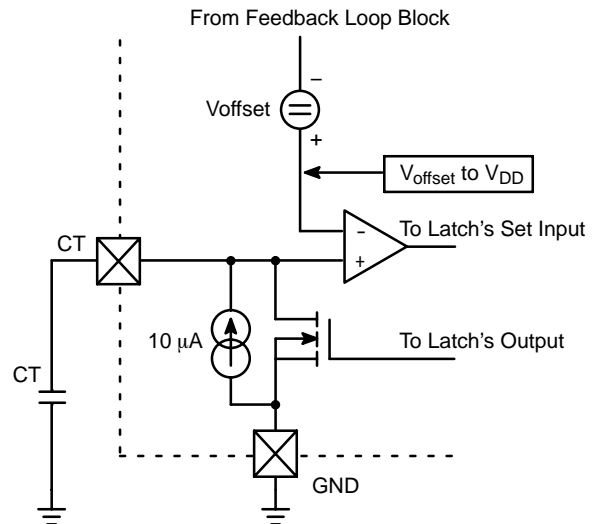 From Feedback Loop Block
−
Voffset
+
Voffset to VDD
−
To Latch's Set Input
CT
+
10 μA
To Latch's Output
CT
GND